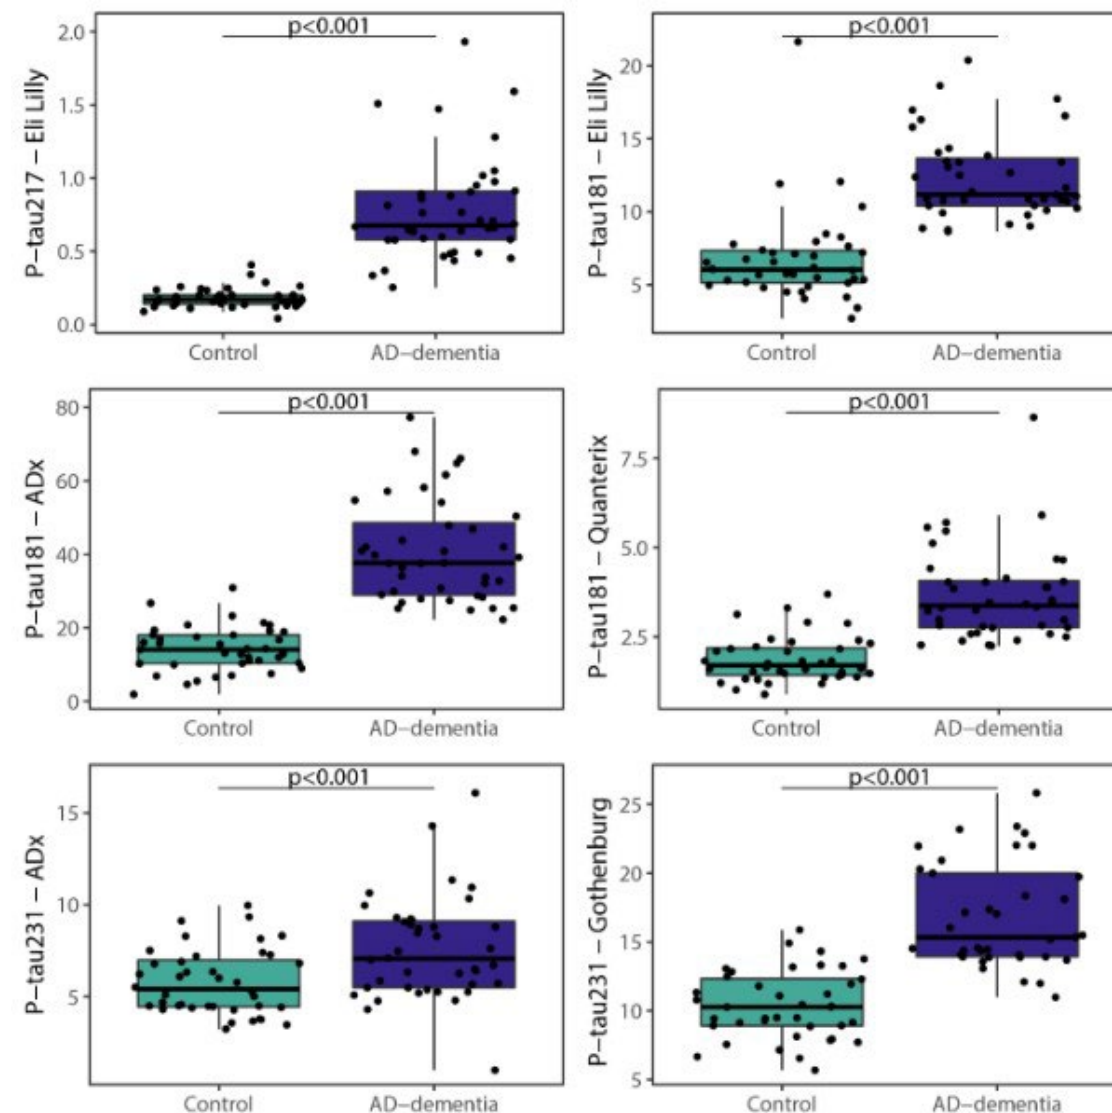 p<0.001
P-tau217 – Eli Lilly
2.0
1.5
1.0
0.5
0.0
Control
AD-dementia
p<0.001
P-tau181 – Eli Lilly
20
15
10
5
Control
AD-dementia
p<0.001
P-tau181 – ADx
80
60
40
20
0
Control
AD-dementia
p<0.001
P-tau181 – Quanterix
7.5
5.0
2.5
Control
AD-dementia
p<0.001
P-tau231 – ADx
15
10
5
Control
AD-dementia
p<0.001
P-tau231 – Gothenburg
25
20
15
10
5
Control
AD-dementia